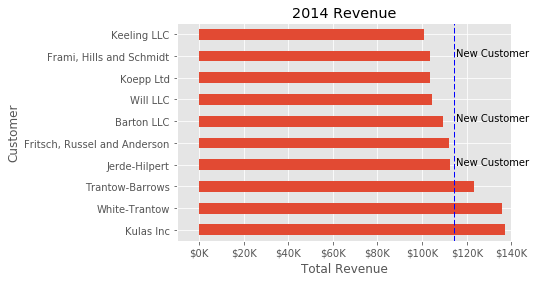 2014 Revenue
Keeling LLC
Frami, Hills and Schmidt
New Customer
Koepp Ltd
Will LLC
Barton LLC
New Customer
Fritsch, Russel and Anderson
Jerde-Hilpert
New Customer
Trantow-Barrows
White-Trantow
Kulas Inc
Customer
$0K $20K $40K $60K $80K $100K $120K $140K
Total Revenue